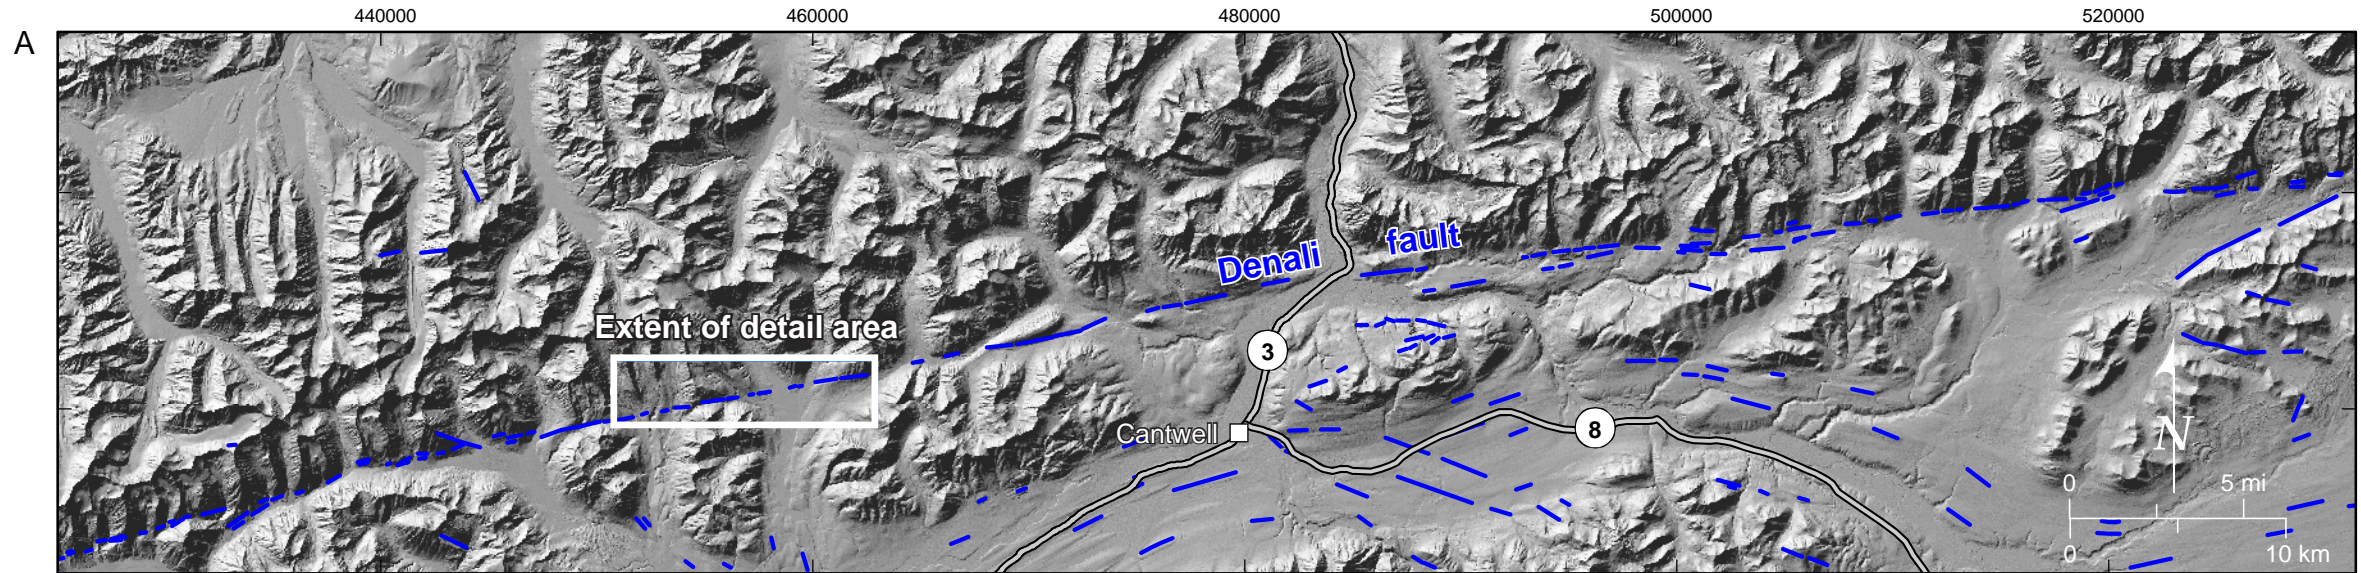 440000 460000 480000 500000 520000
A
Denali fault
Extent of detail area
3
Cantwell
8
N
0 5 mi
0 10 km